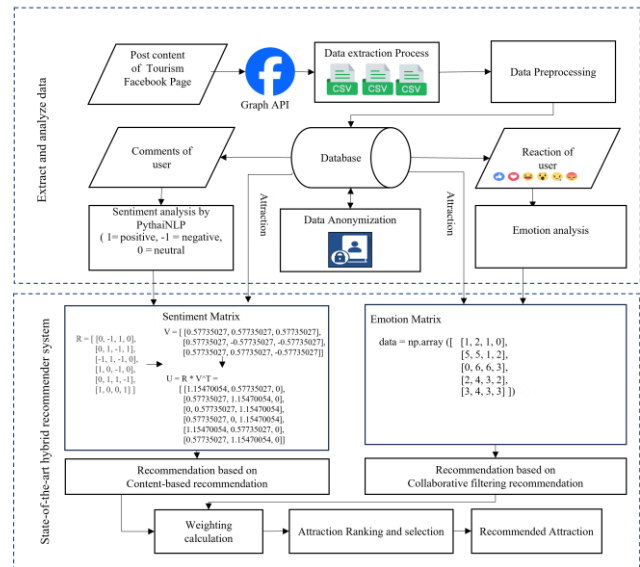 Extract and analyze data
Post content
of Tourism
Facebook Page
Graph API
Data extraction Process
CSV CSV CSV
Data Preprocessing
Comments of
user
Database
Reaction of
user
Attraction
Attraction
Sentiment analysis by
PythaiNLP
( 1= positive, -1 = negative,
0 = neutral
Data Anonymization
Emotion analysis
State-of-the-art hybrid recommender system
Sentiment Matrix
R = [ [0, -1, 1, 0],
[0, 1, -1, 1],
[-1, 1, -1, 0],
[1, 0, -1, 0],
[0, 1, 1, -1],
[1, 0, 0, 1] ]
V = [ [0.57735027, 0.57735027, 0.57735027],
[0.57735027, -0.57735027, -0.57735027],
[0.57735027, 0.57735027, -0.57735027]]
U = R * V^T =
[ [1.15470054, 0.57735027, 0],
[0.57735027, 1.15470054, 0],
[0, 0.57735027, 1.15470054],
[0.57735027, 0, 1.15470054],
[1.15470054, 0.57735027, 0],
[0.57735027, 1.15470054, 0]]
Emotion Matrix
data = np.array ([ [1, 2, 1, 0],
[5, 5, 1, 2],
[0, 6, 6, 3],
[2, 4, 3, 2],
[3, 4, 3, 3] ])
Recommendation based on
Content-based recommendation
Recommendation based on
Collaborative filtering recommendation
Weighting
calculation
Attraction Ranking and selection
Recommended Attraction